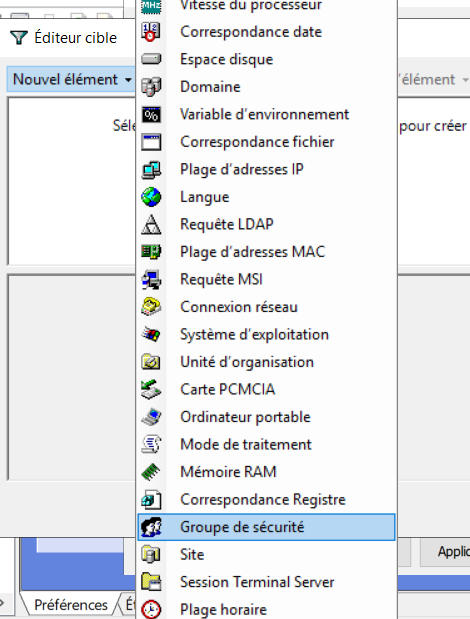 Vitesse du processeur
Éditeur cible
Correspondance date
Espace disque
Nouvel élément
'élément
Domaine
Variable d'environnement
Séle
pour créer
Correspondance fichier
Plage d'adresses IP
Langue
Requête LDAP
Plage d'adresses MAC
Requête MSI
Connexion réseau
Système d'exploitation
Unité d'organisation
Carte PCMCIA
Ordinateur portable
Mode de traitement
Mémoire RAM
Correspondance Registre
Groupe de sécurité
Site
Applic
Session Terminal Server
Préférences
Ét
Plage horaire